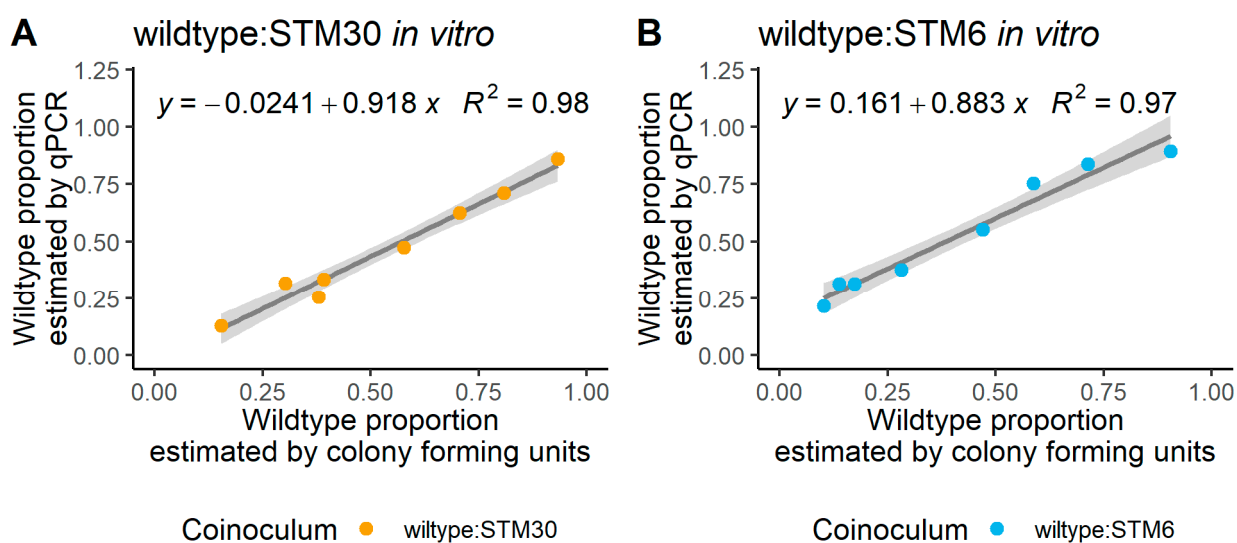 A
wildtype:STM30 in vitro
Wildtype proportion
estimated by qPCR
1.25
1.00
0.75
0.50
0.25
0.00
y = −0.0241 + 0.918 x R² = 0.98
0.00 0.25 0.50 0.75 1.00
Wildtype proportion
estimated by colony forming units
Coinoculum wiltype:STM30
B
wildtype:STM6 in vitro
Wildtype proportion
estimated by qPCR
1.25
1.00
0.75
0.50
0.25
0.00
y = 0.161 + 0.883 x R² = 0.97
0.00 0.25 0.50 0.75 1.00
Wildtype proportion
estimated by colony forming units
Coinoculum wiltype:STM6